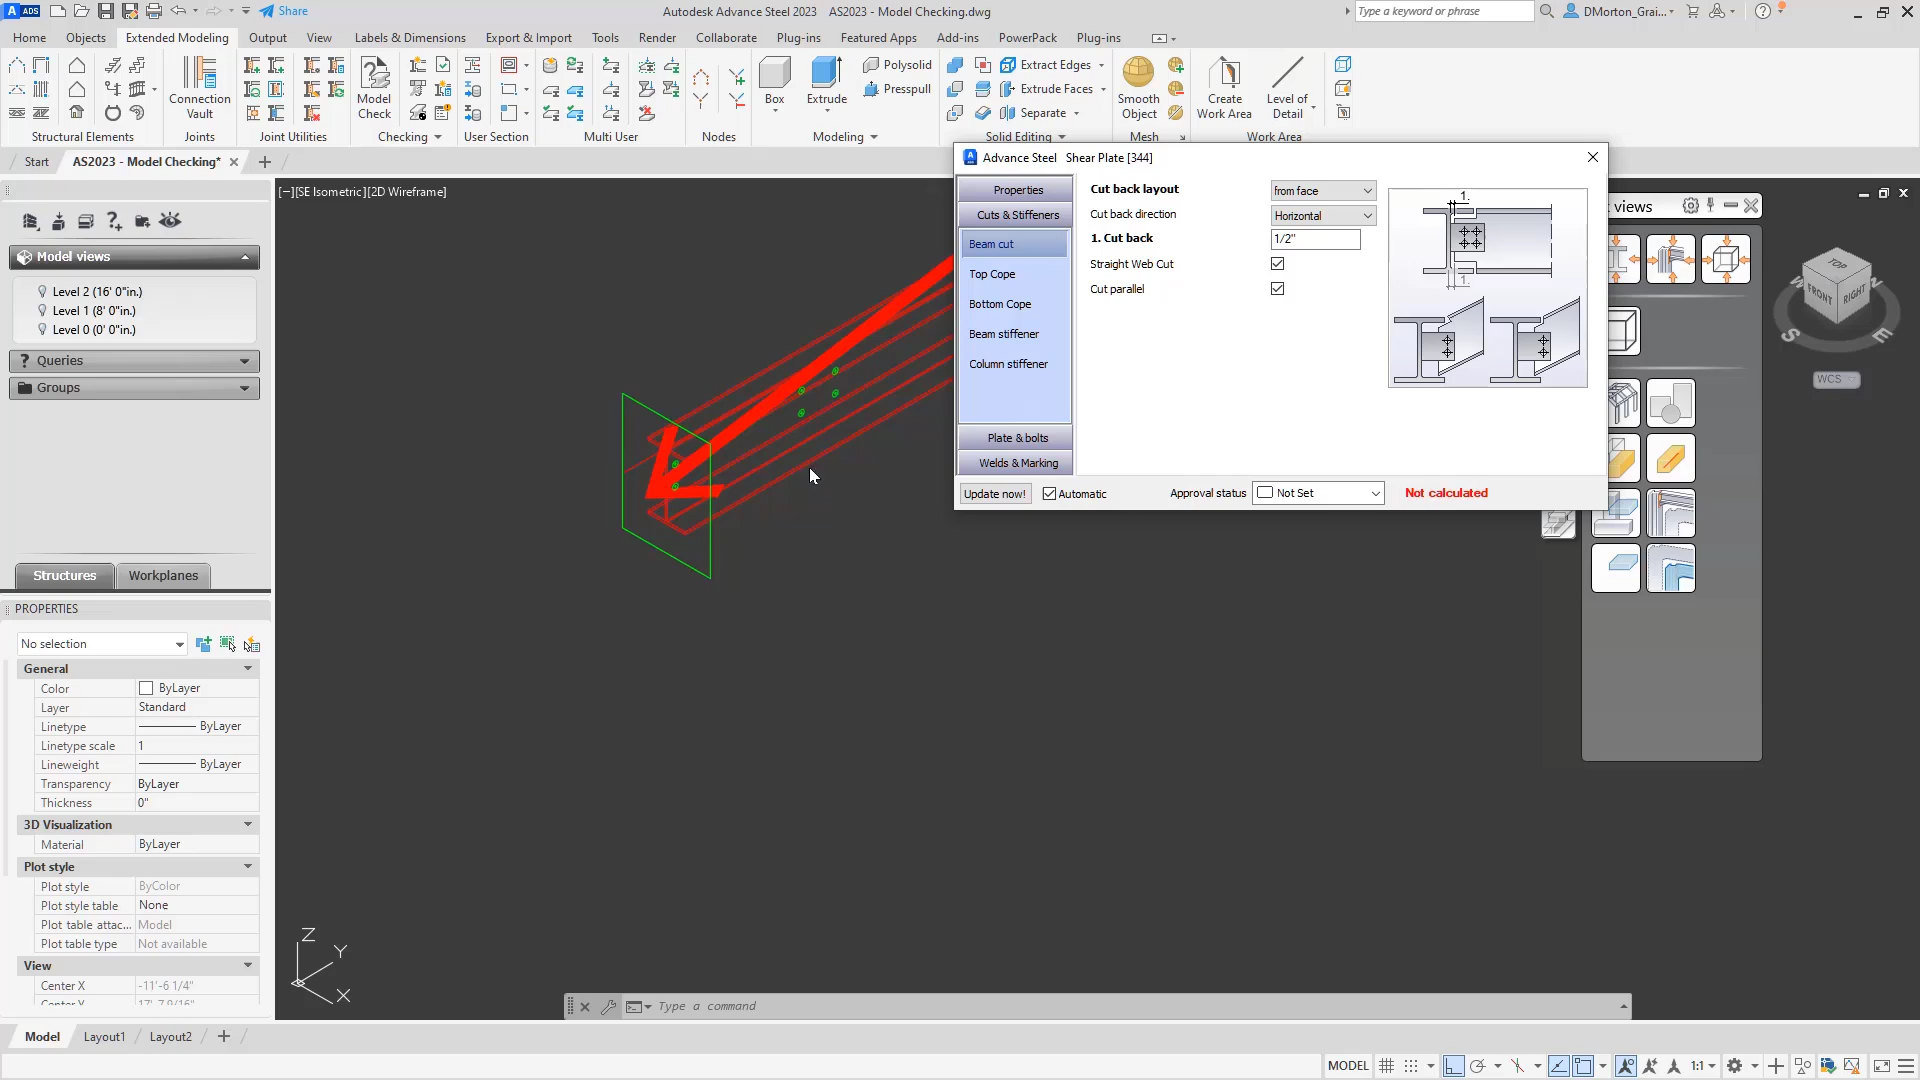 A ADS
Share
Autodesk Advance Steel 2023 AS2023 - Model Checking.dwg
Type a keyword or phrase
DMorton_Grai...
Home
Objects
Extended Modeling
Output
View
Labels & Dimensions
Export & Import
Tools
Render
Collaborate
Plug-ins
Featured Apps
Add-ins
PowerPack
Plug-ins
Connection Vault
Model Check
Box
Extrude
Polysolid
Presspull
Extract Edges
Extrude Faces
Separate
Smooth Object
Create Work Area
Level of Detail
Structural Elements
Joints
Joint Utilities
Checking
User Section
Multi User
Nodes
Modeling
Solid Editing
Mesh
Work Area
Start
AS2023 - Model Checking*
[−][SE Isometric][2D Wireframe]
Model views
Level 2 (16' 0"in.)
Level 1 (8' 0"in.)
Level 0 (0' 0"in.)
Queries
Groups
Structures
Workplanes
PROPERTIES
No selection
General
Color ByLayer
Layer Standard
Linetype ByLayer
Linetype scale 1
Lineweight ByLayer
Transparency ByLayer
Thickness 0"
3D Visualization
Material ByLayer
Plot style
Plot style ByColor
Plot style table None
Plot table attac... Model
Plot table type Not available
View
Center X -11'-6 1/4"
Center Y 17'-7 9/16"
A Advance Steel Shear Plate [344]
Properties
Cuts & Stiffeners
Beam cut
Top Cope
Bottom Cope
Beam stiffener
Column stiffener
Plate & bolts
Welds & Marking
Cut back layout from face
Cut back direction Horizontal
1. Cut back 1/2"
Straight Web Cut
Cut parallel
1.
1.
Update now!
Automatic
Approval status Not Set
Not calculated
t views
TOP
FRONT
RIGHT
W
N
S
E
WCS
Z
Y
X
Type a command
Model
Layout1
Layout2
MODEL
1:1